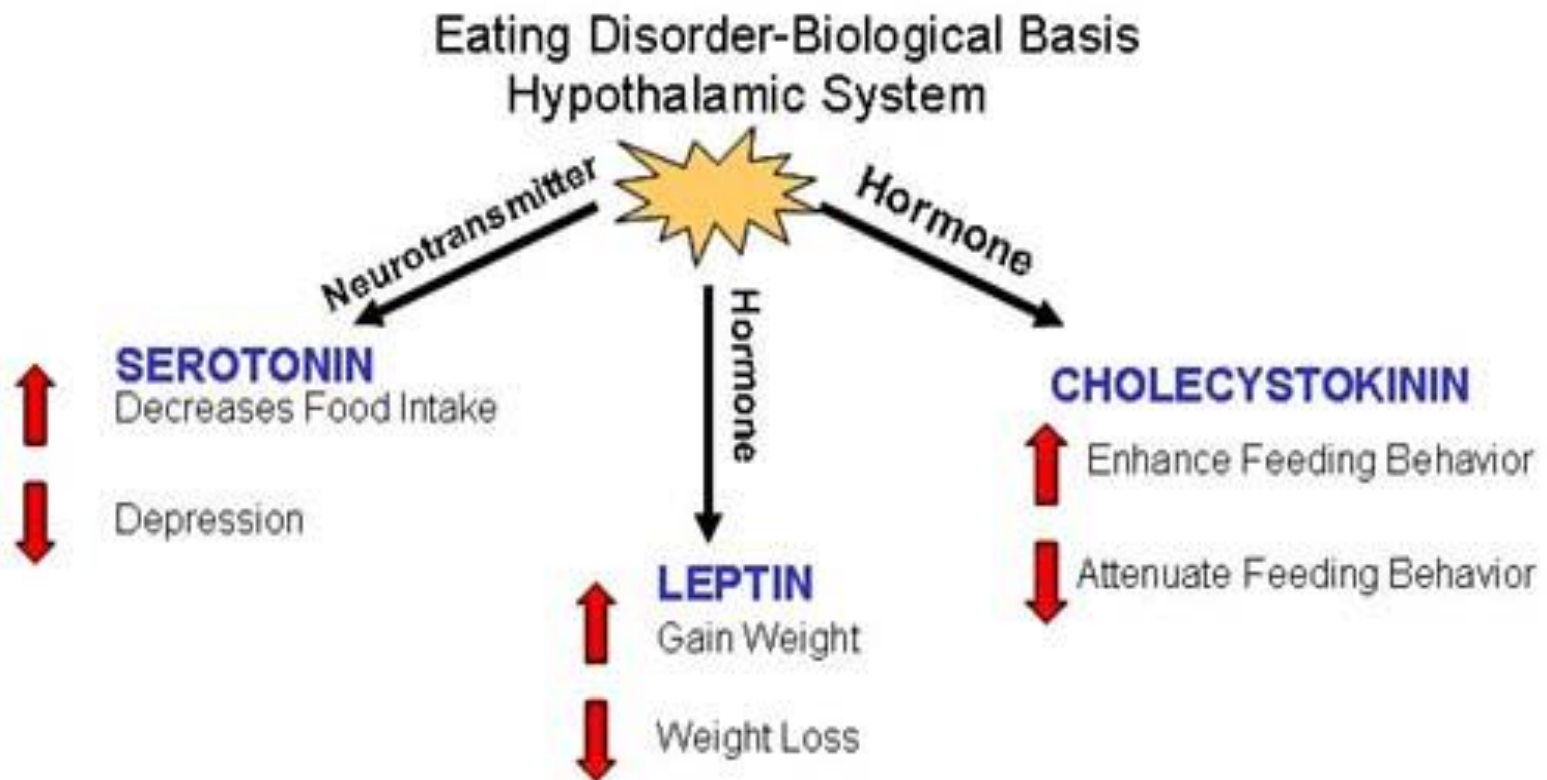 Eating Disorder-Biological Basis
Hypothalamic System
Neurotransmitter
Hormone
Hormone
SEROTONIN
Decreases Food Intake
Depression
LEPTIN
Gain Weight
Weight Loss
CHOLECYSTOKININ
Enhance Feeding Behavior
Attenuate Feeding Behavior